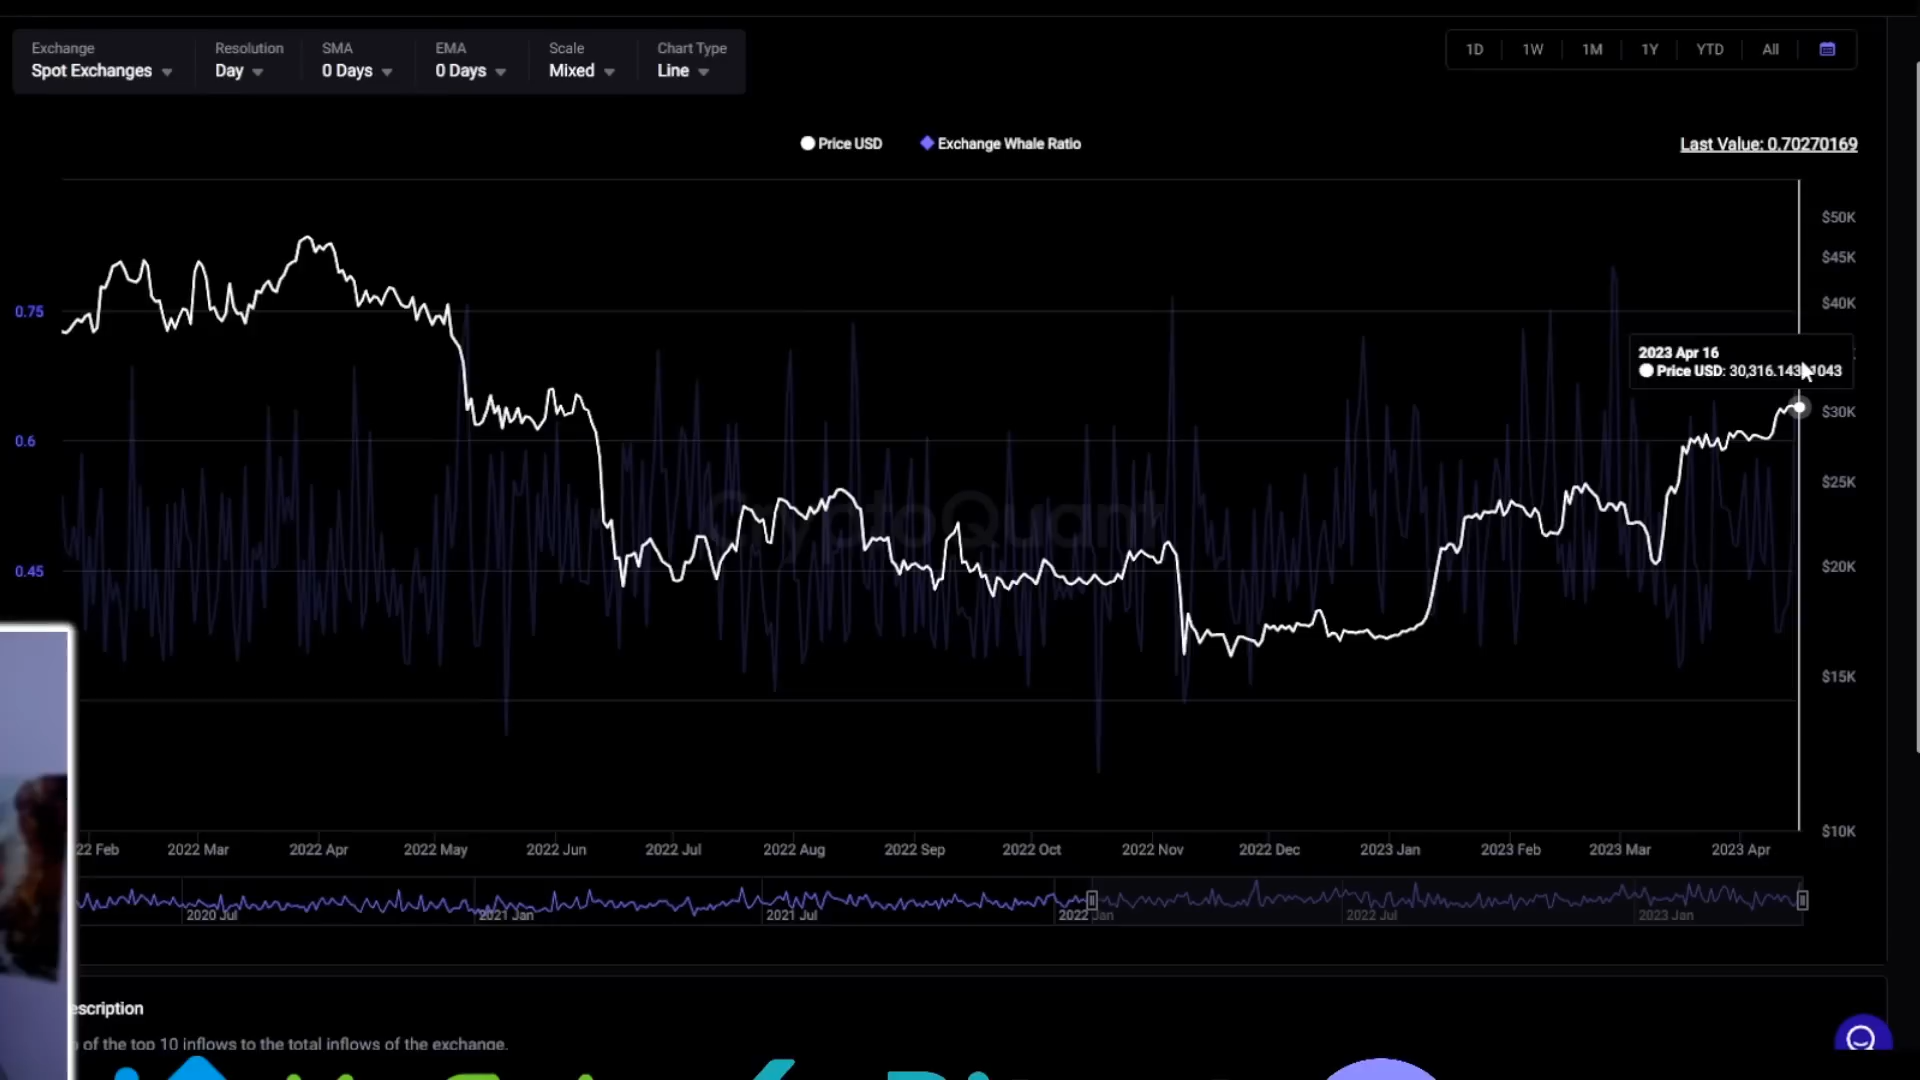 Exchange
Spot Exchanges
Resolution
Day
SMA
0 Days
EMA
0 Days
Scale
Mixed
Chart Type
Line
1D 1W 1M 1Y YTD All
Price USD Exchange Whale Ratio
Last Value: 0.70270169
$50K
$45K
$40K
0.75
2023 Apr 16
Price USD: 30,316.143 1043
$30K
0.6
$25K
CryptoQuant
0.45
$20K
$15K
$10K
22 Feb 2022 Mar 2022 Apr 2022 May 2022 Jun 2022 Jul 2022 Aug 2022 Sep 2022 Oct 2022 Nov 2022 Dec 2023 Jan 2023 Feb 2023 Mar 2023 Apr
2020 Jul 2021 Jan 2021 Jul 2022 Jan 2022 Jul 2023 Jan
escription
of the top 10 inflows to the total inflows of the exchange.